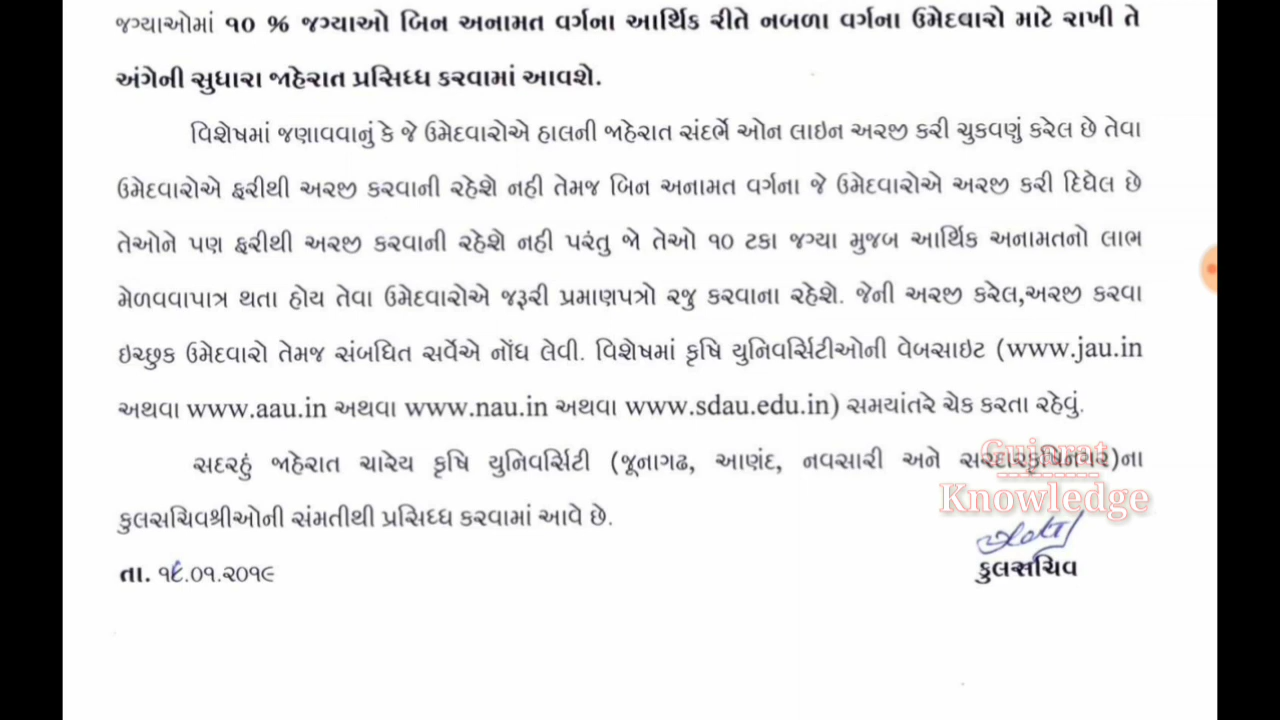 જગ્યાઓમાં ૧૦ % જગ્યાઓ બિન અનામત વર્ગના આર્થિક રીતે નબળા વર્ગના ઉમેદવારો માટે રાખી તે
અંગેની સુધારા જાહેરાત પ્રસિધ્ધ કરવામાં આવશે.
વિશેષમાં જણાવવાનું કે જે ઉમેદવારોએ હાલની જાહેરાત સંદર્ભે ઓન લાઇન અરજી કરી ચુકવણું કરેલ છે તેવા
ઉમેદવારોએ ફરીથી અરજી કરવાની રહેશે નહી તેમજ બિન અનામત વર્ગના જે ઉમેદવારોએ અરજી કરી દિધેલ છે
તેઓને પણ ફરીથી અરજી કરવાની રહેશે નહી પરંતુ જો તેઓ ૧૦ ટકા જગ્યા મુજબ આર્થિક અનામતનો લાભ
મેળવવાપાત્ર થતા હોય તેવા ઉમેદવારોએ જરૂરી પ્રમાણપત્રો રજુ કરવાના રહેશે. જેની અરજી કરેલ,અરજી કરવા
ઇચ્છુક ઉમેદવારો તેમજ સંબધિત સર્વેએ નોંધ લેવી. વિશેષમાં કૃષિ યુનિવર્સિટીઓની વેબસાઇટ (www.jau.in
અથવા www.aau.in અથવા www.nau.in અથવા www.sdau.edu.in) સમયાંતરે ચેક કરતા રહેવું.
સદરહું જાહેરાત ચારેય કૃષિ યુનિવર્સિટી (જૂનાગઢ, આણંદ, નવસારી અને સરદારકૃષિનગર)ના
Gujarat
Knowledge
કુલસચિવશ્રીઓની સંમતીથી પ્રસિધ્ધ કરવામાં આવે છે.
તા. ૧૯.૦૧.૨૦૧૯
કુલસચિવ